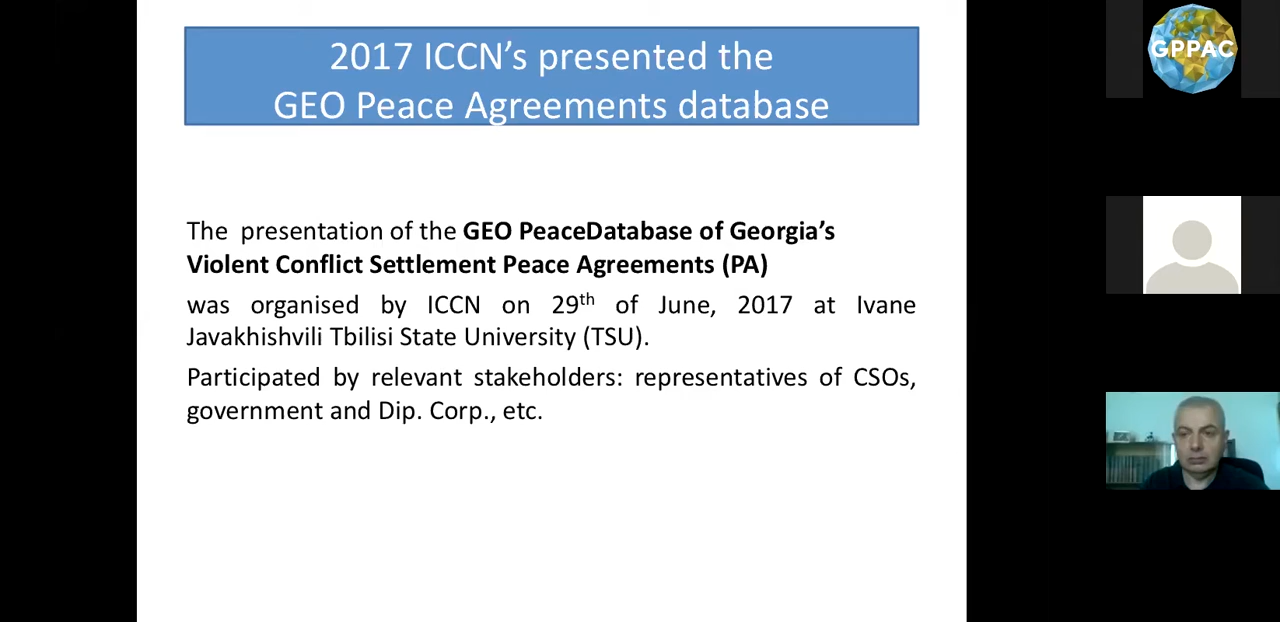 2017 ICCN’s presented the
GEO Peace Agreements database
The presentation of the GEO PeaceDatabase of Georgia’s
Violent Conflict Settlement Peace Agreements (PA)
was organised by ICCN on 29th of June, 2017 at Ivane
Javakhishvili Tbilisi State University (TSU).
Participated by relevant stakeholders: representatives of CSOs,
government and Dip. Corp., etc.
GPPAC